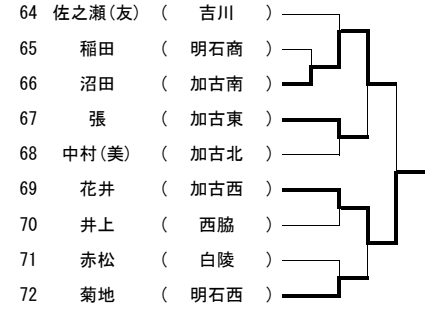 64 佐之瀬(友) ( 吉川 )
65 稲田 ( 明石商 )
66 沼田 ( 加古南 )
67 張 ( 加古東 )
68 中村(美) ( 加古北 )
69 花井 ( 加古西 )
70 井上 ( 西脇 )
71 赤松 ( 白陵 )
72 菊地 ( 明石西 )